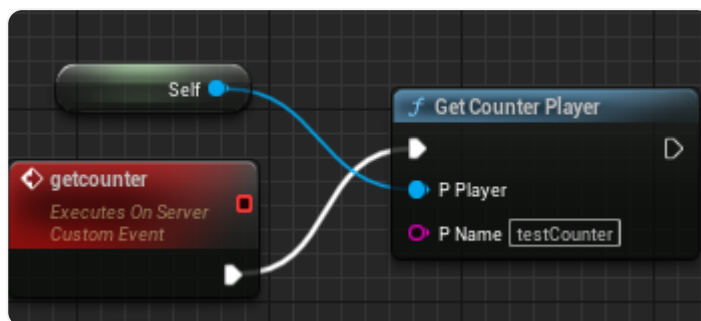 Self
getcounter
Executes On Server
Custom Event
f Get Counter Player
P Player
P Name testCounter